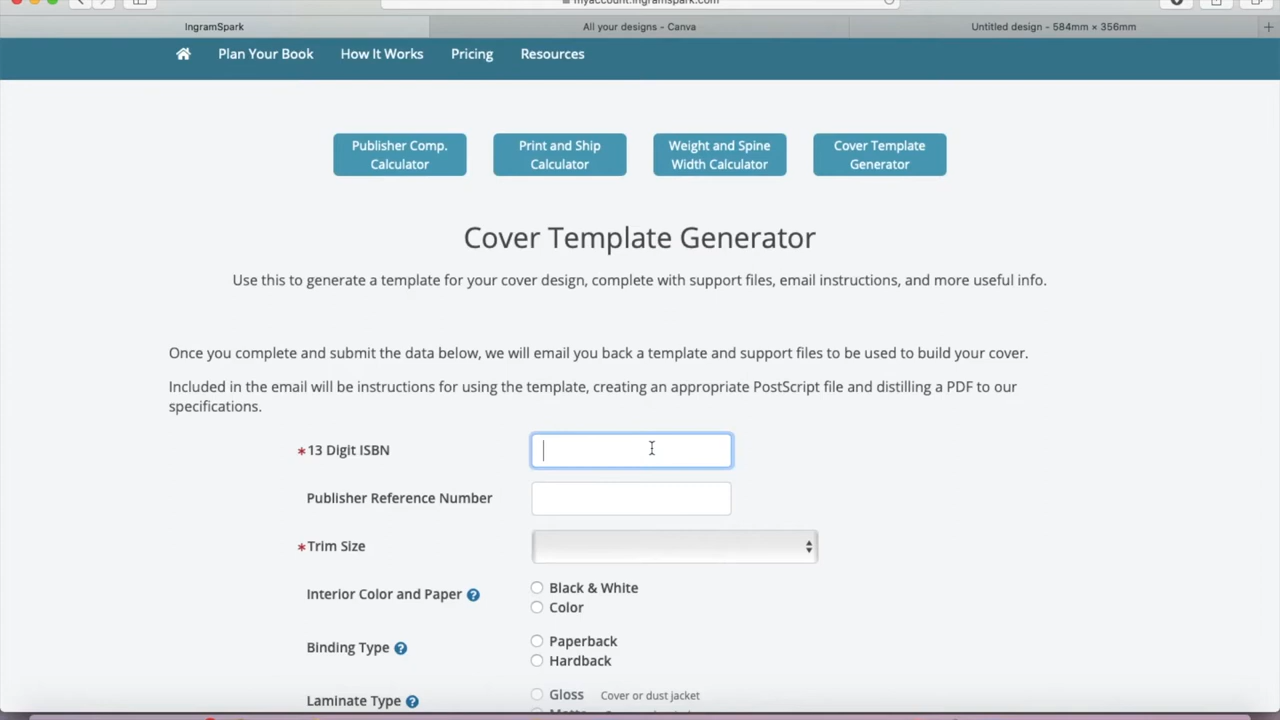 myaccount.ingramspark.com
IngramSpark
All your designs - Canva
Untitled design - 584mm × 356mm
Plan Your Book
How It Works
Pricing
Resources
Publisher Comp.
Calculator
Print and Ship
Calculator
Weight and Spine
Width Calculator
Cover Template
Generator
Cover Template Generator
Use this to generate a template for your cover design, complete with support files, email instructions, and more useful info.
Once you complete and submit the data below, we will email you back a template and support files to be used to build your cover.
Included in the email will be instructions for using the template, creating an appropriate PostScript file and distilling a PDF to our
specifications.
*13 Digit ISBN
Publisher Reference Number
*Trim Size
Interior Color and Paper ?
Black & White
Color
Binding Type ?
Paperback
Hardback
Laminate Type ?
Gloss Cover or dust jacket